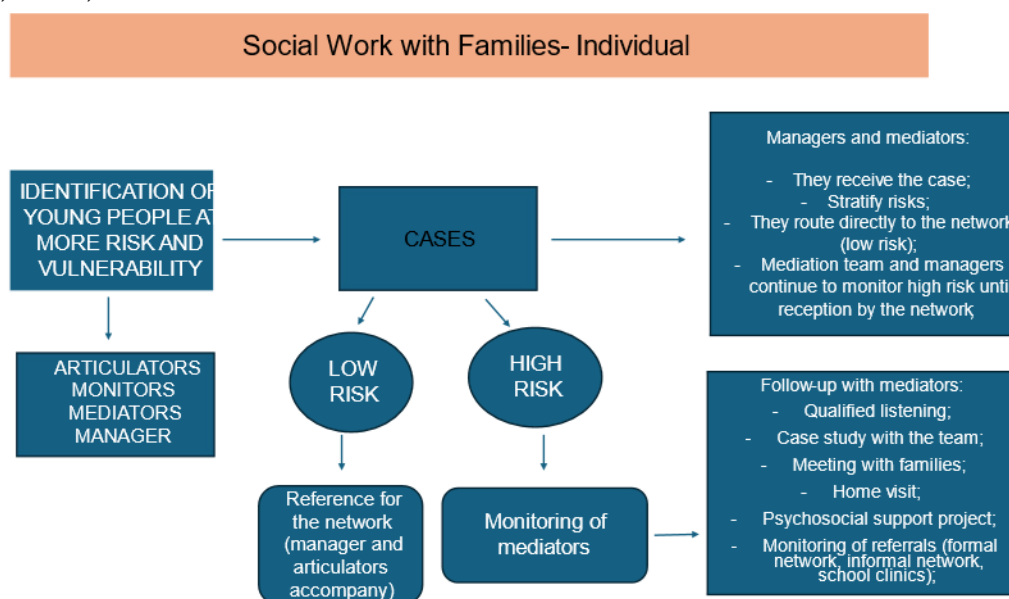 Social Work with Families- Individual
IDENTIFICATION OF
YOUNG PEOPLE AT
MORE RISK AND
VULNERABILITY
ARTICULATORS
MONITORS
MEDIATORS
MANAGER
CASES
LOW
RISK
HIGH
RISK
Reference for
the network
(manager and
articulators
accompany)
Monitoring of
mediators
Managers and mediators:
- They receive the case;
- Stratify risks;
- They route directly to the network
(low risk);
- Mediation team and managers
continue to monitor high risk until
reception by the network;
Follow-up with mediators:
- Qualified listening;
- Case study with the team;
- Meeting with families;
- Home visit;
- Psychosocial support project;
- Monitoring of referrals (formal
network, informal network,
school clinics);